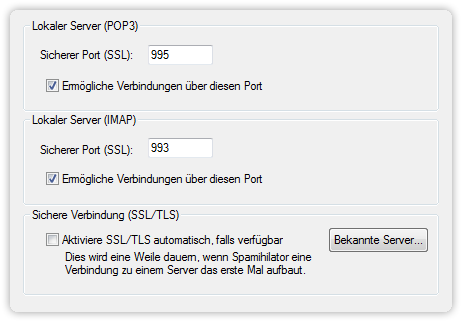 Lokaler Server (POP3)
Sicherer Port (SSL): 995
Ermögliche Verbindungen über diesen Port
Lokaler Server (IMAP)
Sicherer Port (SSL): 993
Ermögliche Verbindungen über diesen Port
Sichere Verbindung (SSL/TLS)
Aktiviere SSL/TLS automatisch, falls verfügbar
Bekannte Server...
Dies wird eine Weile dauern, wenn Spamihilator eine
Verbindung zu einem Server das erste Mal aufbaut.